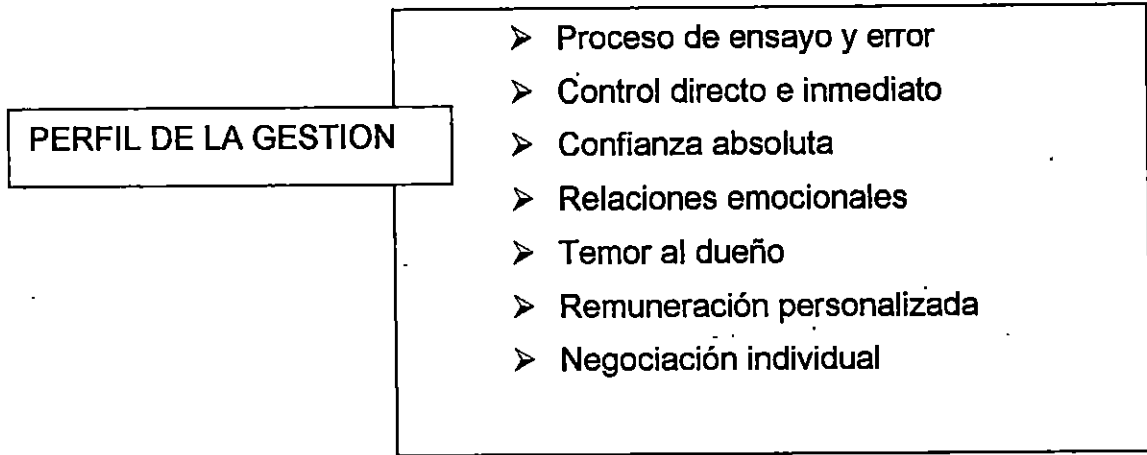 PERFIL DE LA GESTION
➢ Proceso de ensayo y error
➢ Control directo e inmediato
➢ Confianza absoluta
➢ Relaciones emocionales
➢ Temor al dueño
➢ Remuneración personalizada
➢ Negociación individual